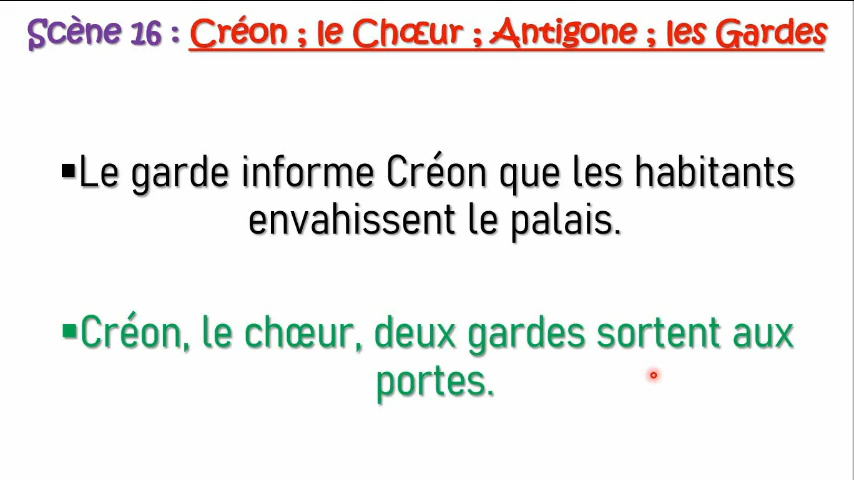 Scène 16 : Créon ; le Chœur ; Antigone ; les Gardes
▪Le garde informe Créon que les habitants
envahissent le palais.
▪Créon, le chœur, deux gardes sortent aux
portes.